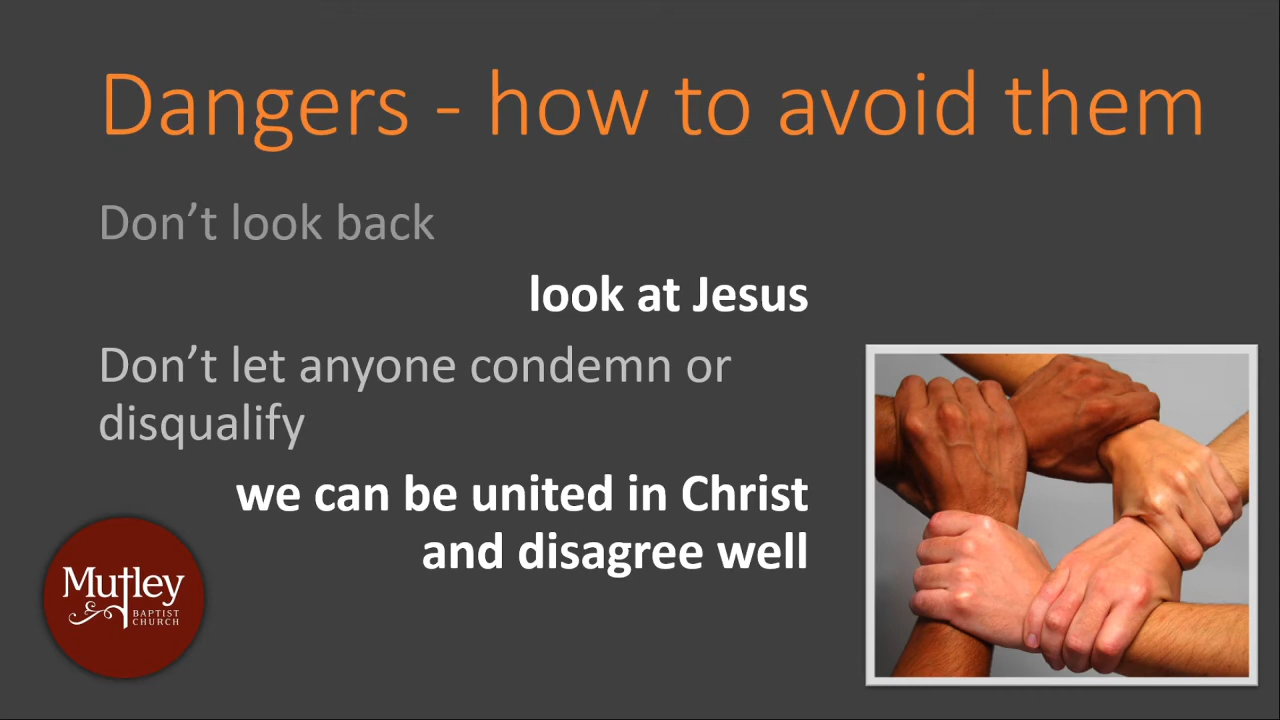 Dangers - how to avoid them
Don’t look back
look at Jesus
Don’t let anyone condemn or
disqualify
we can be united in Christ
and disagree well
Mutley
BAPTIST
CHURCH